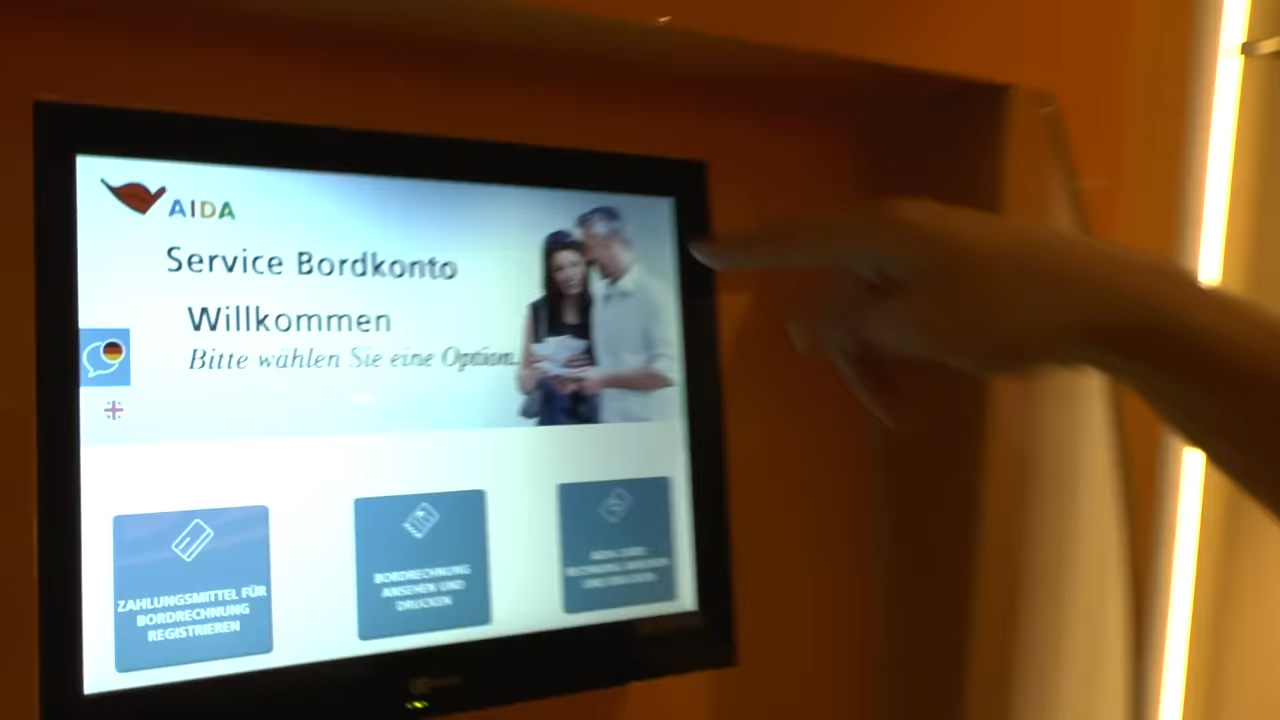 AIDA
Service Bordkonto
Willkommen
Bitte wählen Sie eine Option.
ZAHLUNGSMITTEL FÜR
BORDRECHNUNG
REGISTRIEREN
BORDRECHNUNG
ANSEHEN UND
DRUCKEN